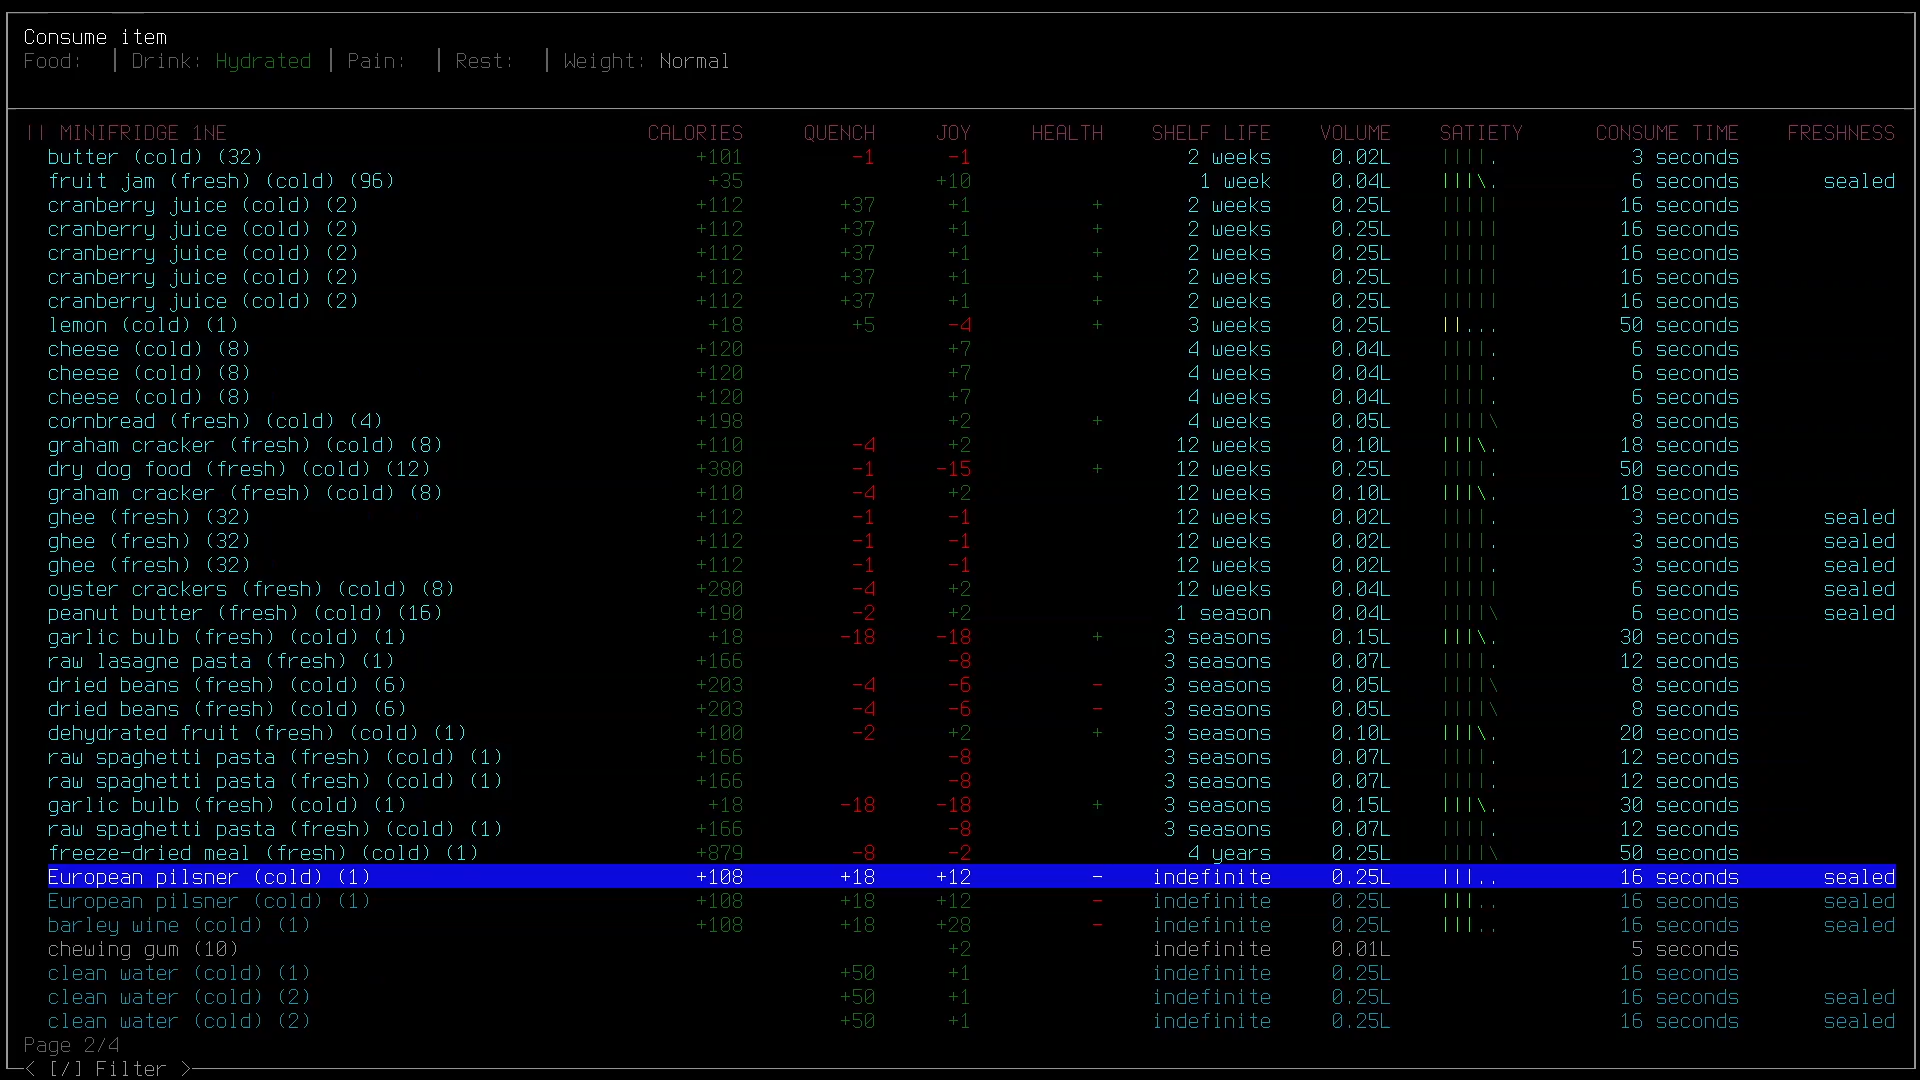 Consume item
Food: | Drink: Hydrated | Pain: | Rest: | Weight: Normal
|| MINIFRIDGE 1NE CALORIES QUENCH JOY HEALTH SHELF LIFE VOLUME SATIETY CONSUME TIME FRESHNESS
butter (cold) (32) +101 -1 -1 2 weeks 0.02L ||||. 3 seconds
fruit jam (fresh) (cold) (96) +35 +10 1 week 0.04L |||\. 6 seconds sealed
cranberry juice (cold) (2) +112 +37 +1 + 2 weeks 0.25L ||||| 16 seconds
cranberry juice (cold) (2) +112 +37 +1 + 2 weeks 0.25L ||||| 16 seconds
cranberry juice (cold) (2) +112 +37 +1 + 2 weeks 0.25L ||||| 16 seconds
cranberry juice (cold) (2) +112 +37 +1 + 2 weeks 0.25L ||||| 16 seconds
cranberry juice (cold) (2) +112 +37 +1 + 2 weeks 0.25L ||||| 16 seconds
lemon (cold) (1) +18 +5 -4 + 3 weeks 0.25L ||... 50 seconds
cheese (cold) (8) +120 +7 4 weeks 0.04L ||||. 6 seconds
cheese (cold) (8) +120 +7 4 weeks 0.04L ||||. 6 seconds
cheese (cold) (8) +120 +7 4 weeks 0.04L ||||. 6 seconds
cornbread (fresh) (cold) (4) +198 +2 + 4 weeks 0.05L ||||\ 8 seconds
graham cracker (fresh) (cold) (8) +110 -4 +2 12 weeks 0.10L |||\. 18 seconds
dry dog food (fresh) (cold) (12) +380 -1 -15 + 12 weeks 0.25L ||||. 50 seconds
graham cracker (fresh) (cold) (8) +110 -4 +2 12 weeks 0.10L |||\. 18 seconds
ghee (fresh) (32) +112 -1 -1 12 weeks 0.02L ||||. 3 seconds sealed
ghee (fresh) (32) +112 -1 -1 12 weeks 0.02L ||||. 3 seconds sealed
ghee (fresh) (32) +112 -1 -1 12 weeks 0.02L ||||. 3 seconds sealed
oyster crackers (fresh) (cold) (8) +280 -4 +2 12 weeks 0.04L ||||| 6 seconds sealed
peanut butter (fresh) (cold) (16) +190 -2 +2 1 season 0.04L ||||\ 6 seconds sealed
garlic bulb (fresh) (cold) (1) +18 -18 -18 + 3 seasons 0.15L |||\. 30 seconds
raw lasagne pasta (fresh) (1) +166 -8 3 seasons 0.07L ||||. 12 seconds
dried beans (fresh) (cold) (6) +203 -4 -6 - 3 seasons 0.05L ||||\ 8 seconds
dried beans (fresh) (cold) (6) +203 -4 -6 - 3 seasons 0.05L ||||\ 8 seconds
dehydrated fruit (fresh) (cold) (1) +100 -2 +2 + 3 seasons 0.10L |||\. 20 seconds
raw spaghetti pasta (fresh) (cold) (1) +166 -8 3 seasons 0.07L ||||. 12 seconds
raw spaghetti pasta (fresh) (cold) (1) +166 -8 3 seasons 0.07L ||||. 12 seconds
garlic bulb (fresh) (cold) (1) +18 -18 -18 + 3 seasons 0.15L |||\. 30 seconds
raw spaghetti pasta (fresh) (cold) (1) +166 -8 3 seasons 0.07L ||||. 12 seconds
freeze-dried meal (fresh) (cold) (1) +879 -8 -2 4 years 0.25L ||||\ 50 seconds
European pilsner (cold) (1) +108 +18 +12 - indefinite 0.25L |||.. 16 seconds sealed
European pilsner (cold) (1) +108 +18 +12 - indefinite 0.25L |||.. 16 seconds sealed
barley wine (cold) (1) +108 +18 +28 - indefinite 0.25L |||.. 16 seconds sealed
chewing gum (10) +2 indefinite 0.01L 5 seconds
clean water (cold) (1) +50 +1 indefinite 0.25L 16 seconds
clean water (cold) (2) +50 +1 indefinite 0.25L 16 seconds sealed
clean water (cold) (2) +50 +1 indefinite 0.25L 16 seconds sealed
Page 2/4
< [/] Filter >